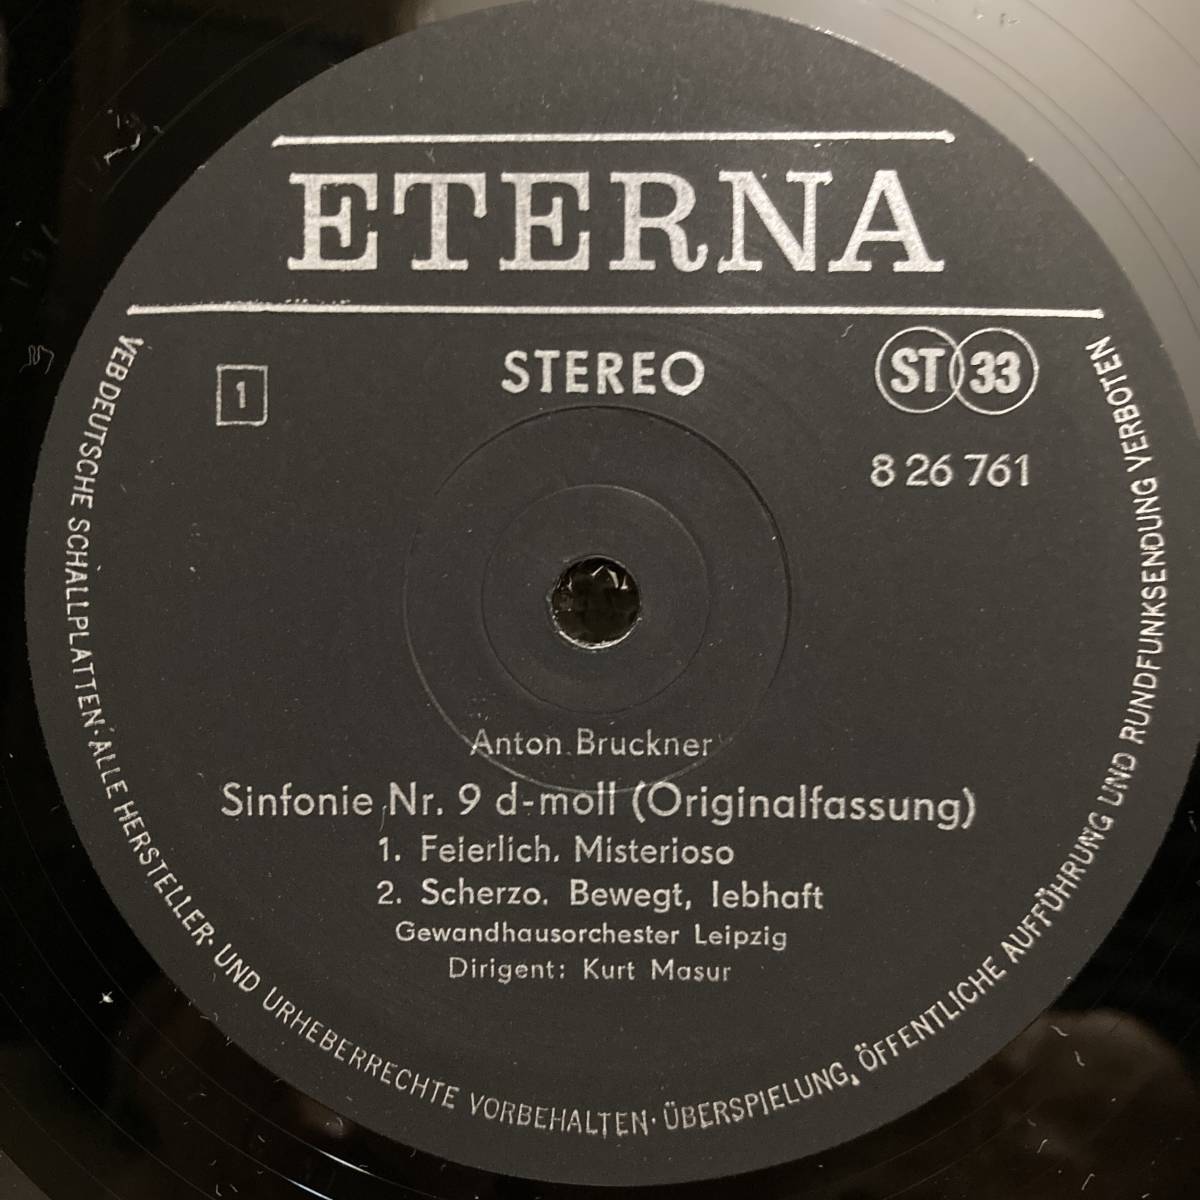 ETERNA
1
STEREO
ST 33
8 26 761
Anton Bruckner
Sinfonie Nr. 9 d-moll (Originalfassung)
1. Feierlich. Misterioso
2. Scherzo. Bewegt, lebhaft
Gewandhausorchester Leipzig
Dirigent: Kurt Masur
VEB DEUTSCHE SCHALLPLATTEN · ALLE HERSTELLER- UND URHEBERRECHTE VORBEHALTEN · ÜBERSPIELUNG, ÖFFENTLICHE AUFFÜHRUNG UND RUNDFUNKSENDUNG VERBOTEN